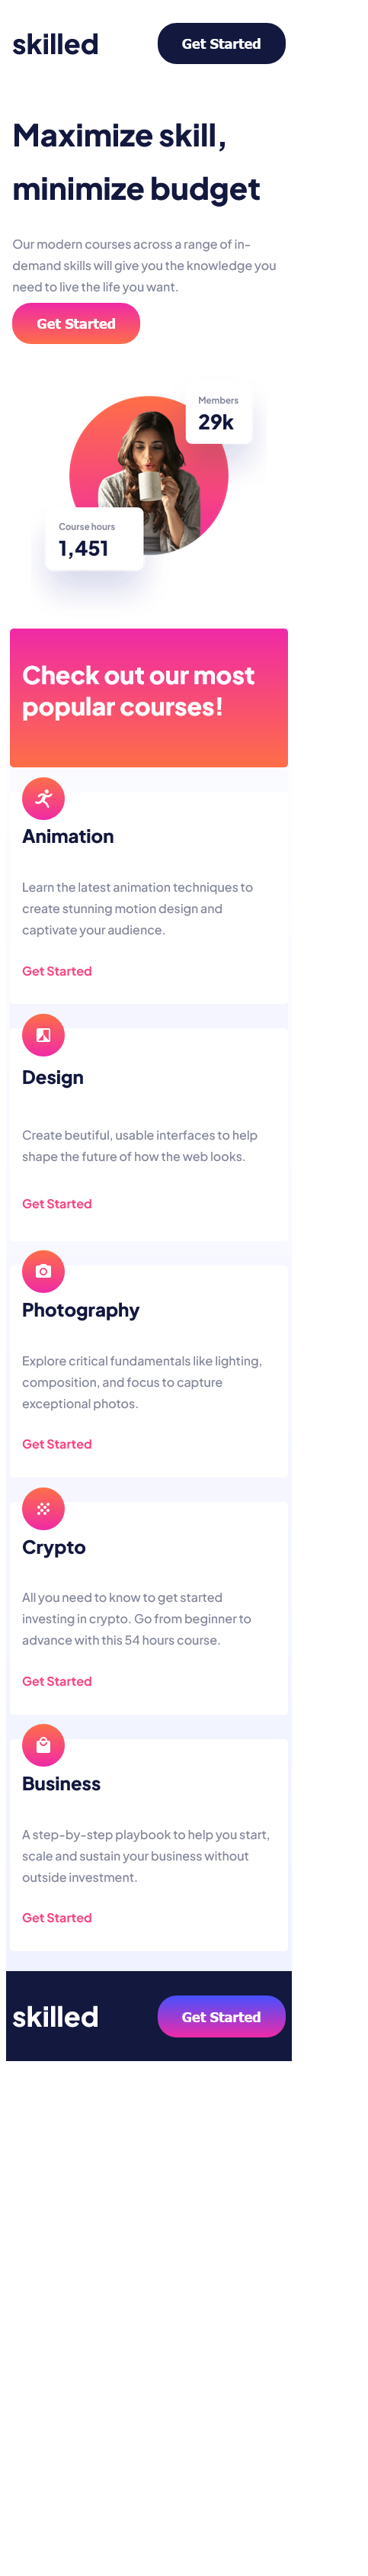 skilled
Get Started
Maximize skill,
minimize budget
Our modern courses across a range of in-
demand skills will give you the knowledge you
need to live the life you want.
Get Started
Members
29k
Course hours
1,451
Check out our most
popular courses!
Animation
Learn the latest animation techniques to
create stunning motion design and
captivate your audience.
Get Started
Design
Create beutiful, usable interfaces to help
shape the future of how the web looks.
Get Started
Photography
Explore critical fundamentals like lighting,
composition, and focus to capture
exceptional photos.
Get Started
Crypto
All you need to know to get started
investing in crypto. Go from beginner to
advance with this 54 hours course.
Get Started
Business
A step-by-step playbook to help you start,
scale and sustain your business without
outside investment.
Get Started
skilled
Get Started